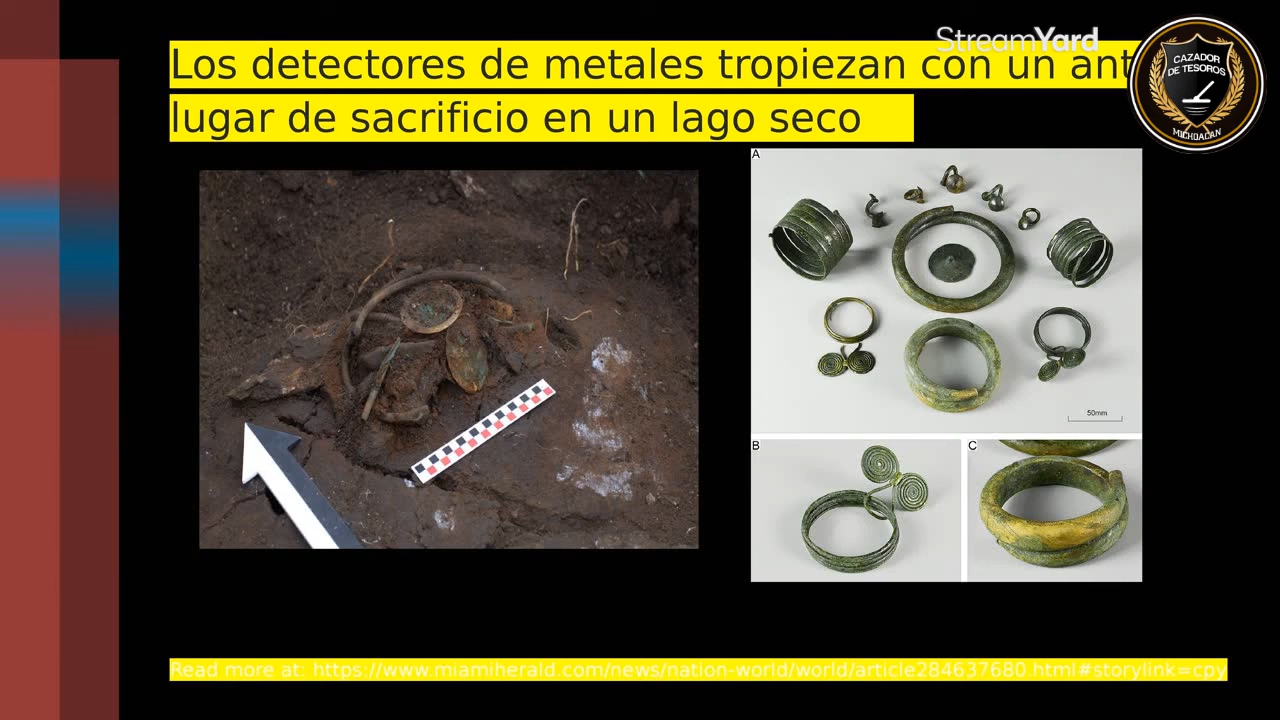 StreamYard
Los detectores de metales tropiezan con un ant
lugar de sacrificio en un lago seco
CAZADOR
DE TESOROS
MICHOACAN
A
50mm
B
C
Read more at: https://www.miamiherald.com/news/nation-world/world/article284637680.html#storylink=cpy